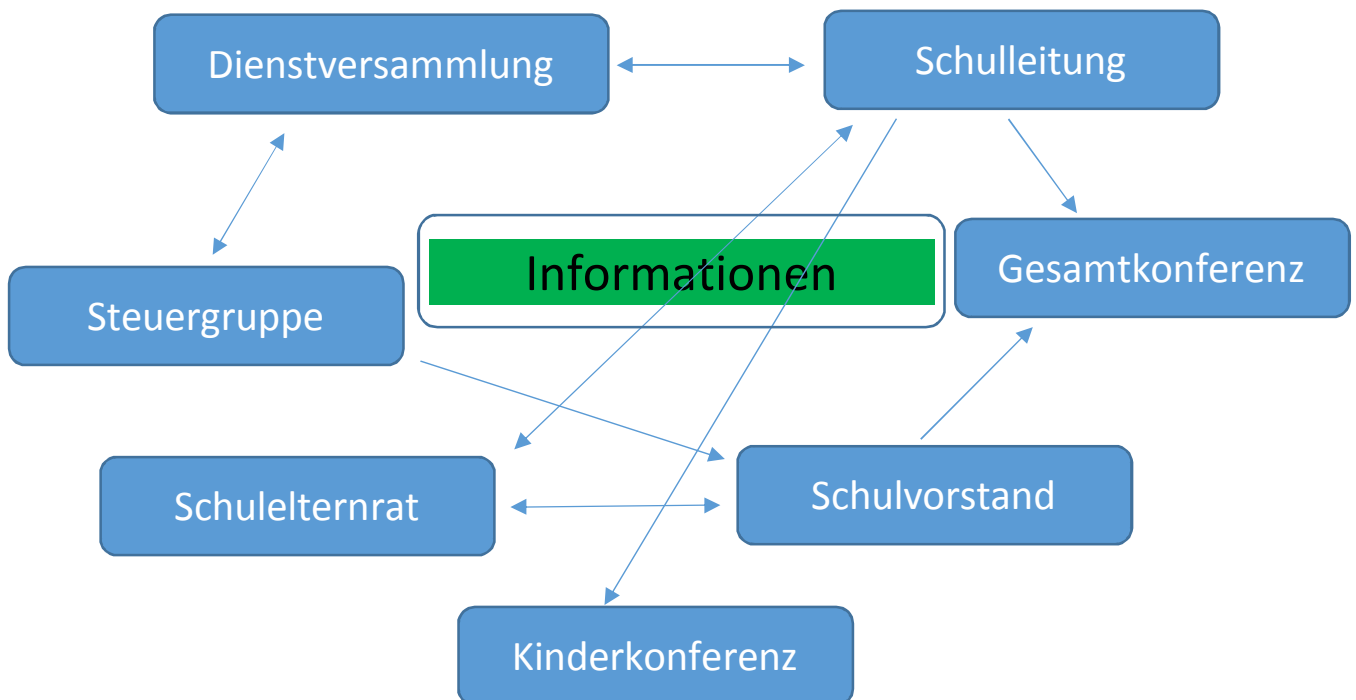 Dienstversammlung
Schulleitung
Informationen
Gesamtkonferenz
Steuergruppe
Schulelternrat
Schulvorstand
Kinderkonferenz